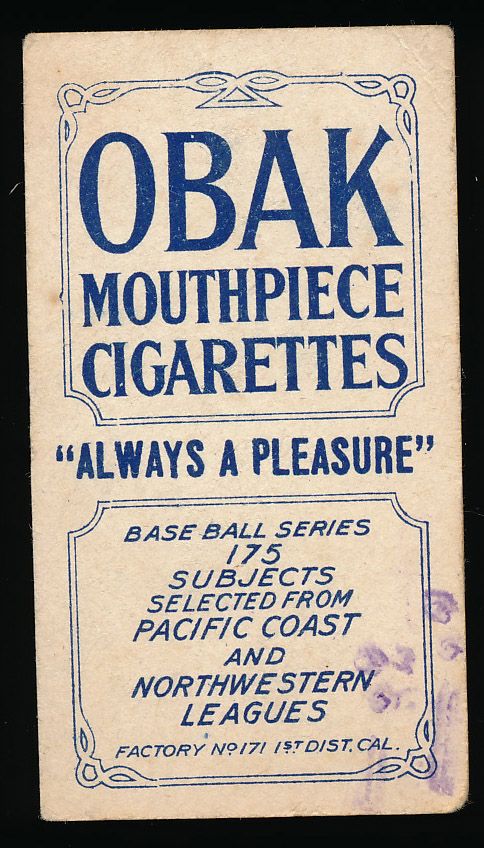 OBAK
MOUTHPIECE
CIGARETTES
"ALWAYS A PLEASURE"
BASE BALL SERIES
175
SUBJECTS
SELECTED FROM
PACIFIC COAST
AND
NORTHWESTERN
LEAGUES
FACTORY No 171 1ST DIST. CAL.